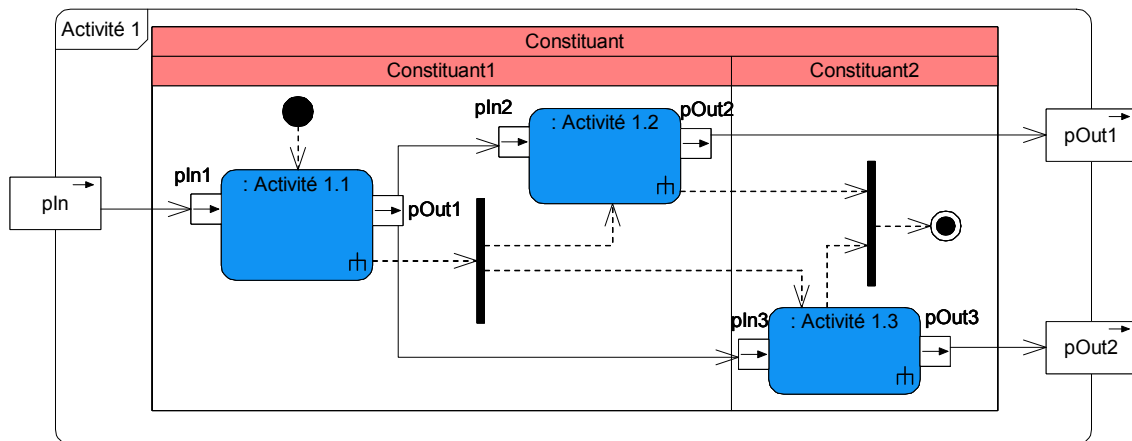 Activité 1
Constituant
Constituant1
Constituant2
pIn
pIn1
: Activité 1.1
pOut1
pIn2
: Activité 1.2
pOut2
pOut1
pIn3
: Activité 1.3
pOut3
pOut2